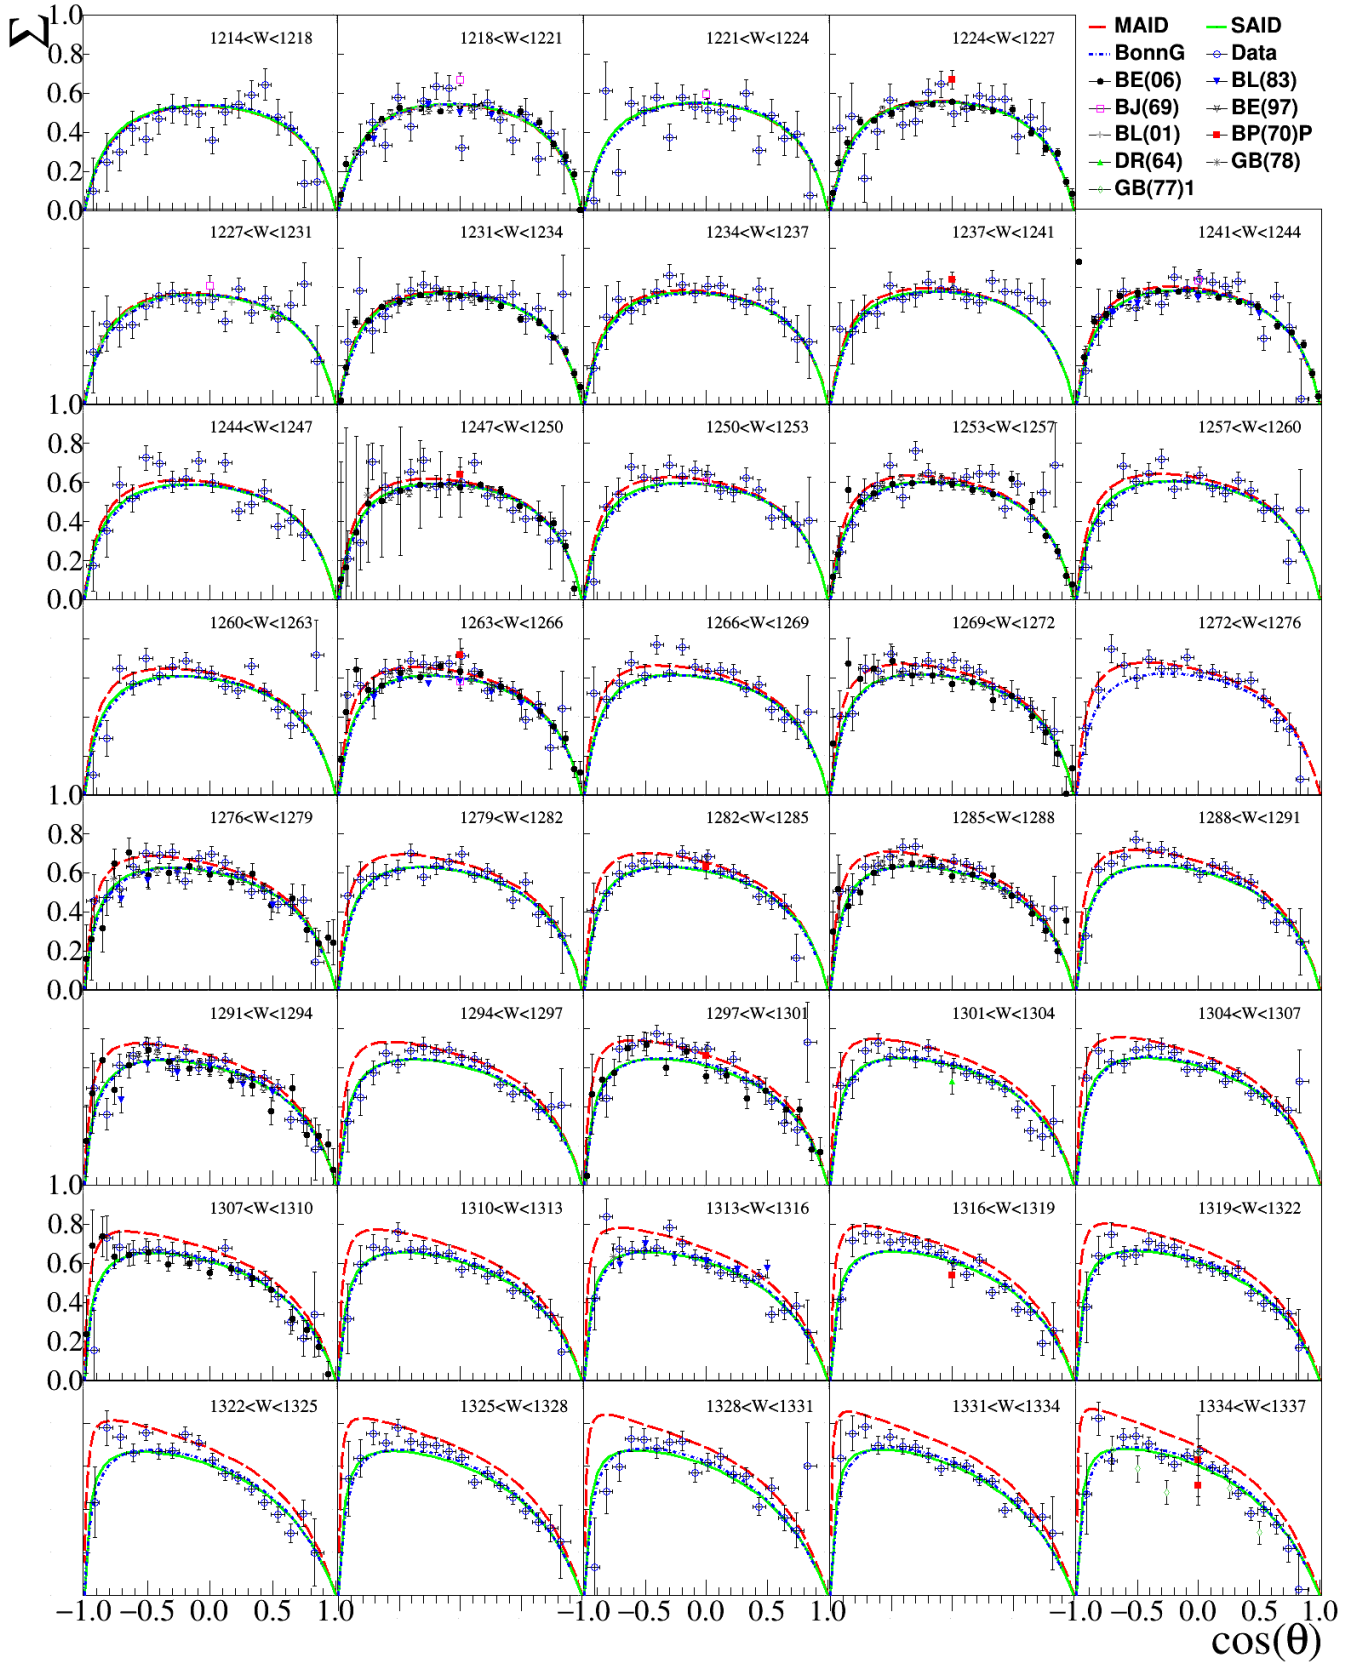 Σ
1.0
0.8
0.6
0.4
0.2
0.0
1214<W<1218
1218<W<1221
1221<W<1224
1224<W<1227
MAID
SAID
BonnG
Data
BE(06)
BL(83)
BJ(69)
BE(97)
BL(01)
BP(70)P
DR(64)
GB(78)
GB(77)1
1227<W<1231
1231<W<1234
1234<W<1237
1237<W<1241
1241<W<1244
1.0
0.8
0.6
0.4
0.2
0.0
1244<W<1247
1247<W<1250
1250<W<1253
1253<W<1257
1257<W<1260
1260<W<1263
1263<W<1266
1266<W<1269
1269<W<1272
1272<W<1276
1.0
0.8
0.6
0.4
0.2
0.0
1276<W<1279
1279<W<1282
1282<W<1285
1285<W<1288
1288<W<1291
1291<W<1294
1294<W<1297
1297<W<1301
1301<W<1304
1304<W<1307
1.0
0.8
0.6
0.4
0.2
0.0
1307<W<1310
1310<W<1313
1313<W<1316
1316<W<1319
1319<W<1322
1322<W<1325
1325<W<1328
1328<W<1331
1331<W<1334
1334<W<1337
−1.0 −0.5 0.0 0.5 1.0
−1.0 −0.5 0.0 0.5 1.0
−1.0 −0.5 0.0 0.5 1.0
cos(θ)